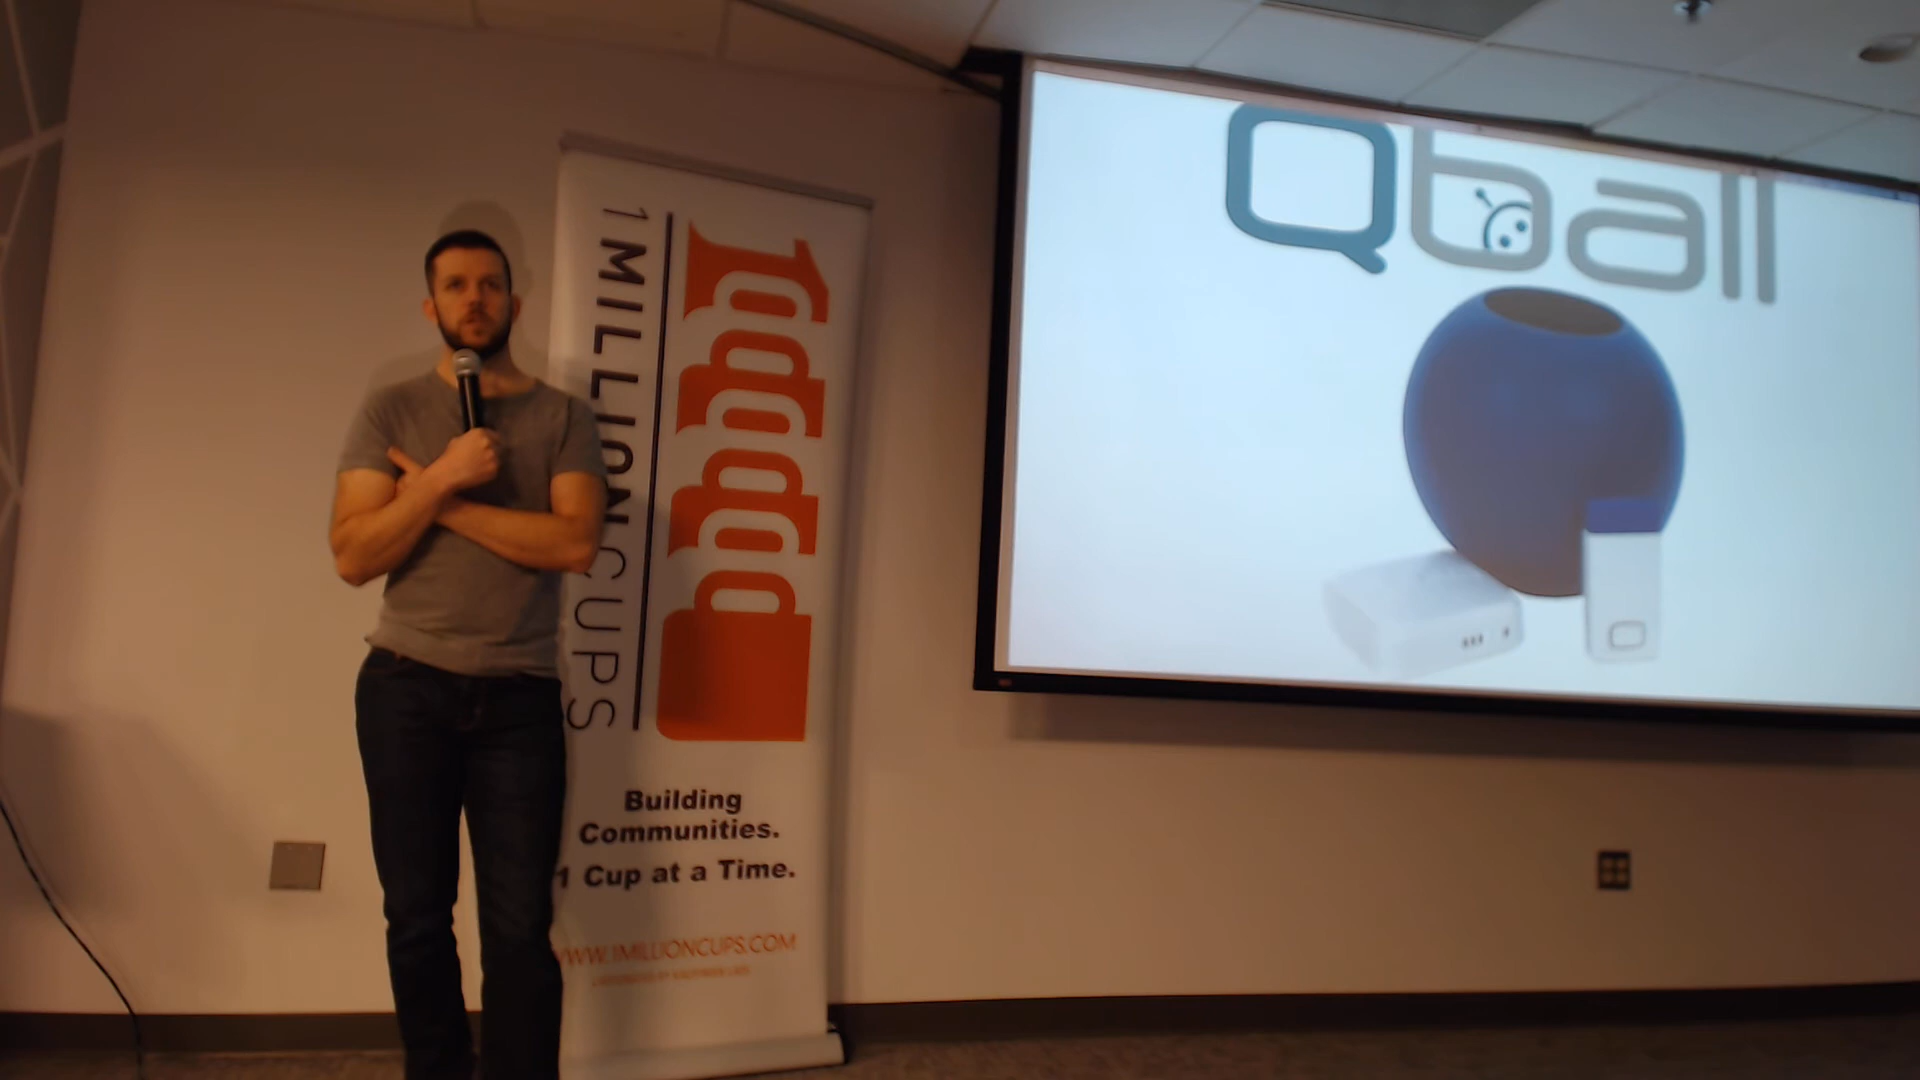 1 MILLION CUPS
Building
Communities.
1 Cup at a Time.
WWW.1MILLIONCUPS.COM
Qball